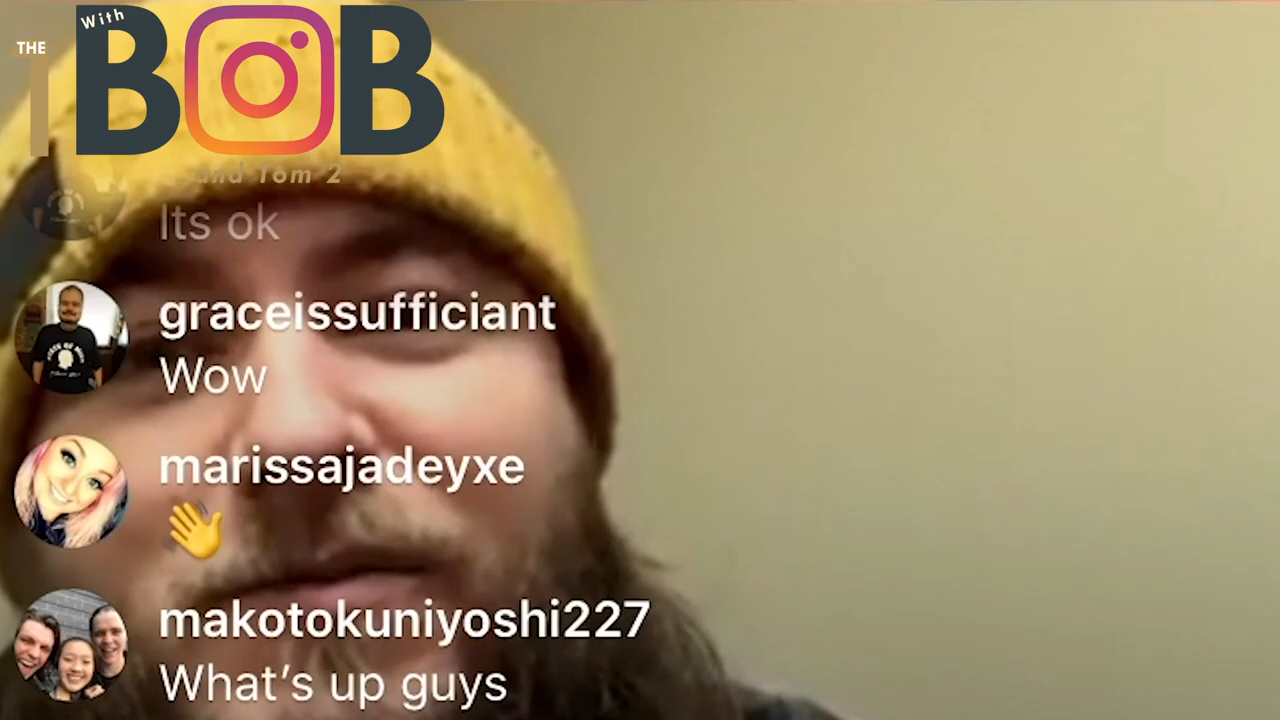 With
THE
BOB
and Tom 2
Its ok
graceissufficiant
Wow
marissajadeyxe
👋
makotokuniyoshi227
What’s up guys